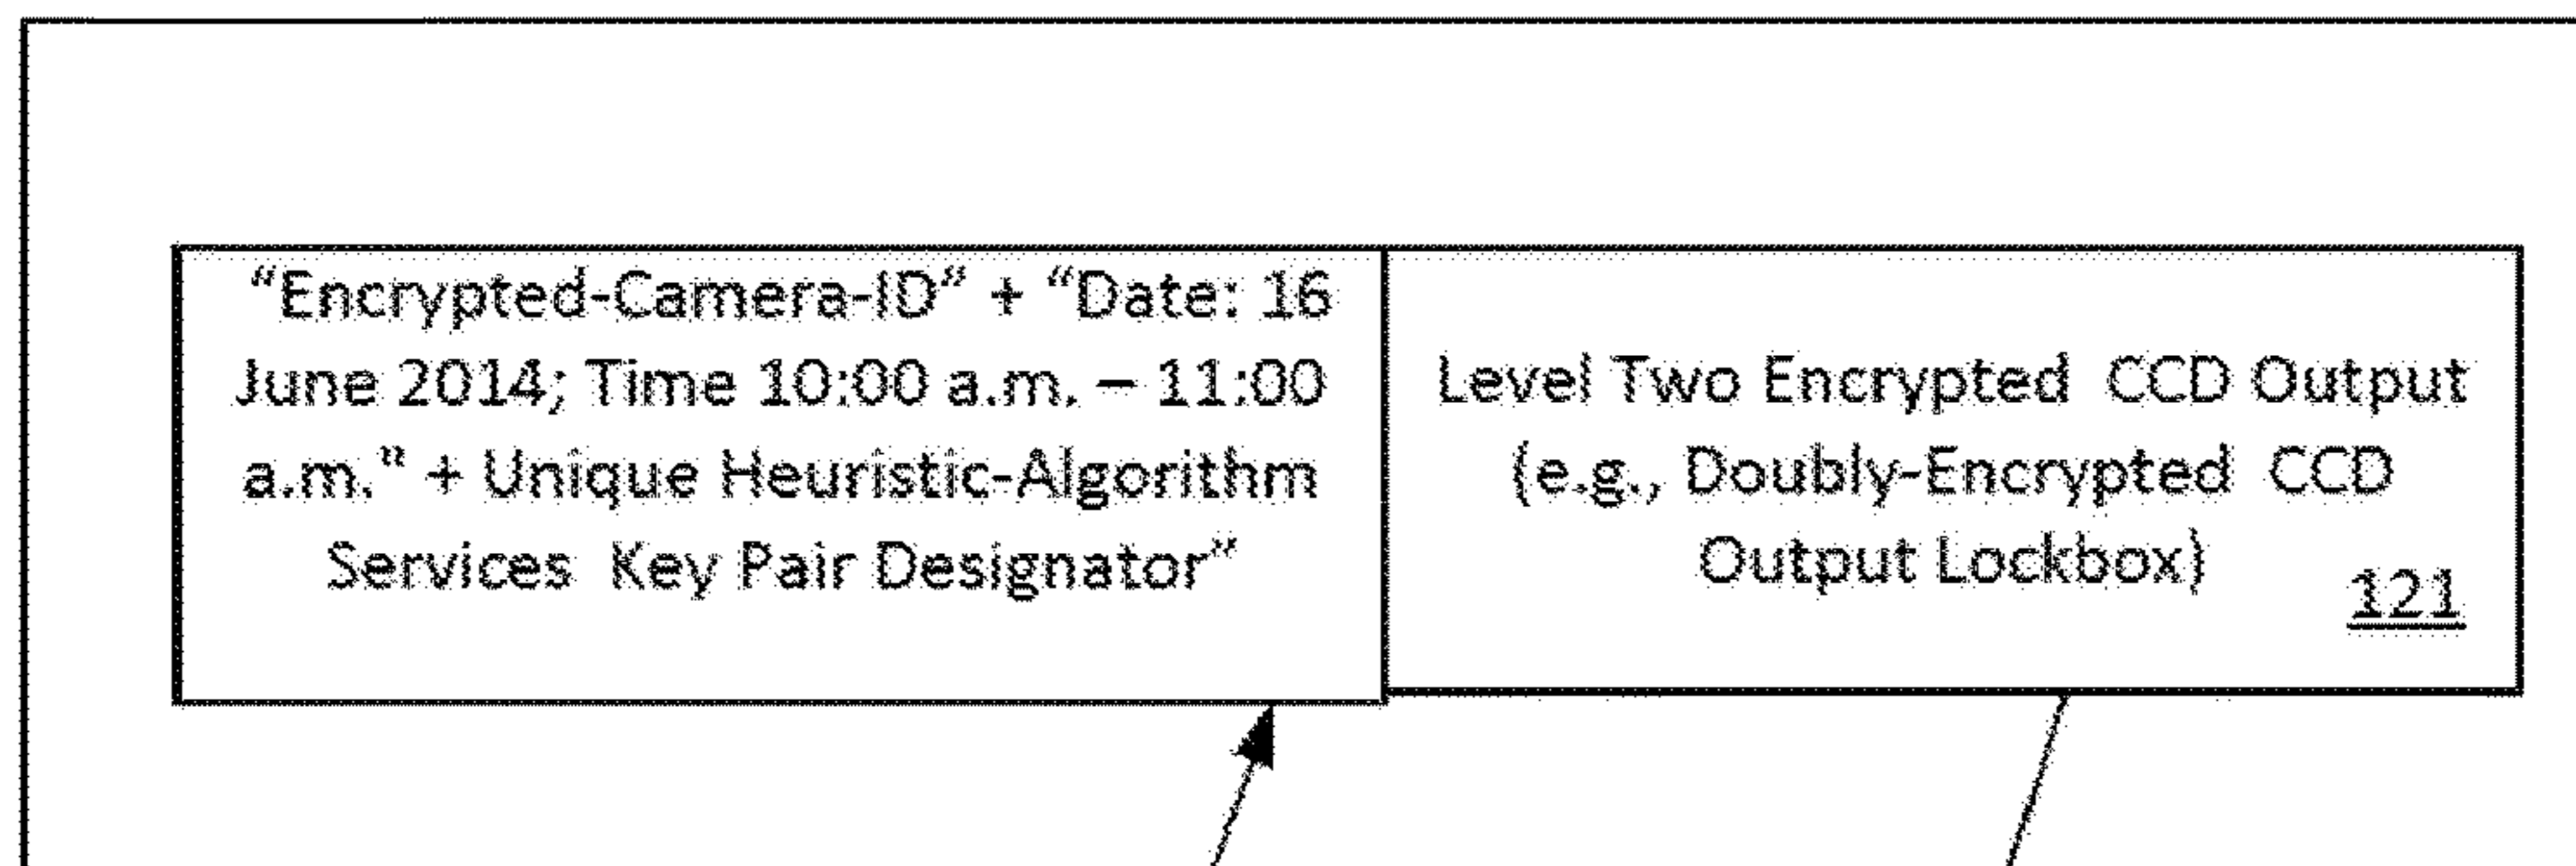 “Encrypted-Camera-ID” + “Date: 16
June 2014; Time 10:00 a.m. – 11:00
a.m." + Unique Heuristic-Algorithm
Services Key Pair Designator”
Level Two Encrypted CCD Output
(e.g., Doubly-Encrypted CCD
Output Lockbox)
121